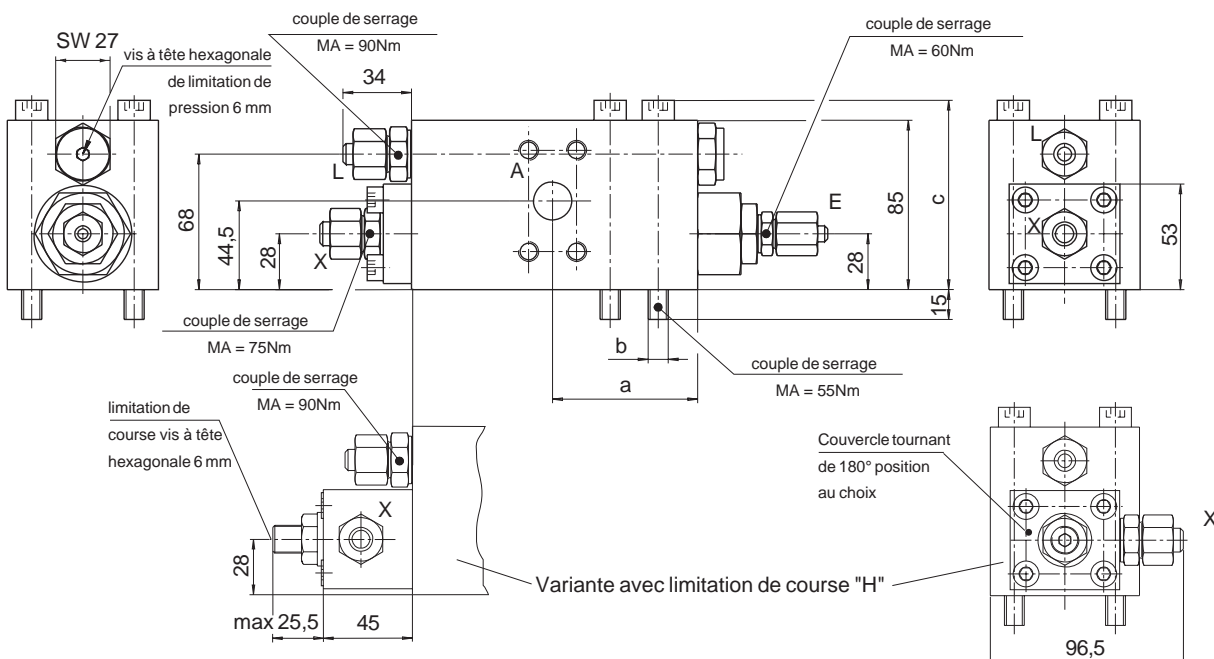 couple de serrage
MA = 90Nm
couple de serrage
MA = 60Nm
SW 27
vis à tête hexagonale
de limitation de
pression 6 mm
34
L
A
E
X
68
44,5
28
85
c
28
15
L
X
53
couple de serrage
MA = 75Nm
b
a
couple de serrage
MA = 55Nm
couple de serrage
MA = 90Nm
limitation de
course vis à tête
hexagonale 6 mm
X
28
max 25,5
45
Variante avec limitation de course "H"
Couvercle tournant
de 180° position
au choix
X
96,5